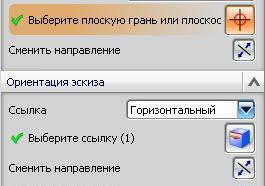 Выберите плоскую грань или плоскос
Сменить направление
Ориентация эскиза
Ссылка Горизонтальный
Выберите ссылку (1)
Сменить направление